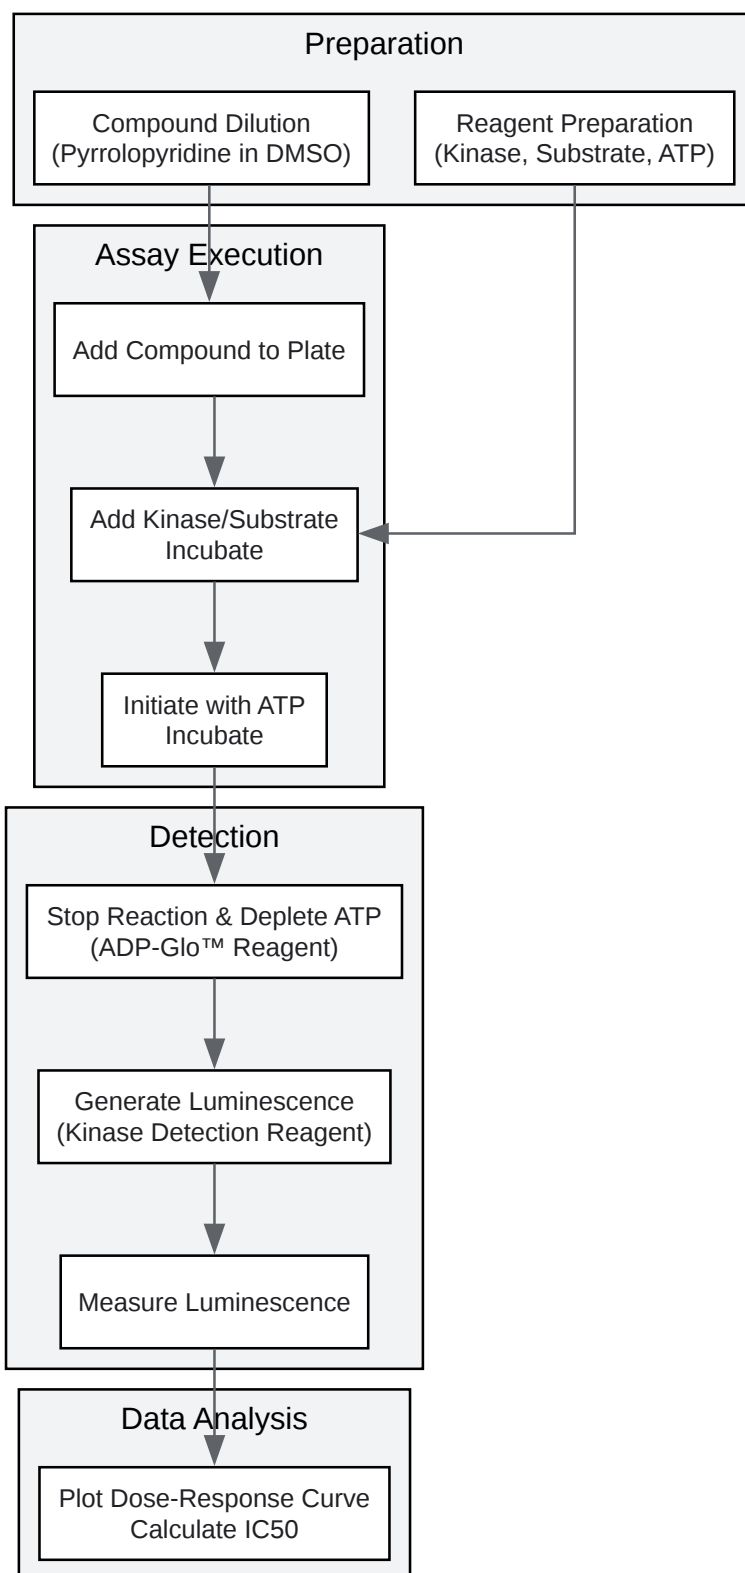 Preparation
Compound Dilution
(Pyrrolopyridine in DMSO)
Reagent Preparation
(Kinase, Substrate, ATP)
Assay Execution
Add Compound to Plate
Add Kinase/Substrate
Incubate
Initiate with ATP
Incubate
Detection
Stop Reaction & Deplete ATP
(ADP-Glo™ Reagent)
Generate Luminescence
(Kinase Detection Reagent)
Measure Luminescence
Data Analysis
Plot Dose-Response Curve
Calculate IC50